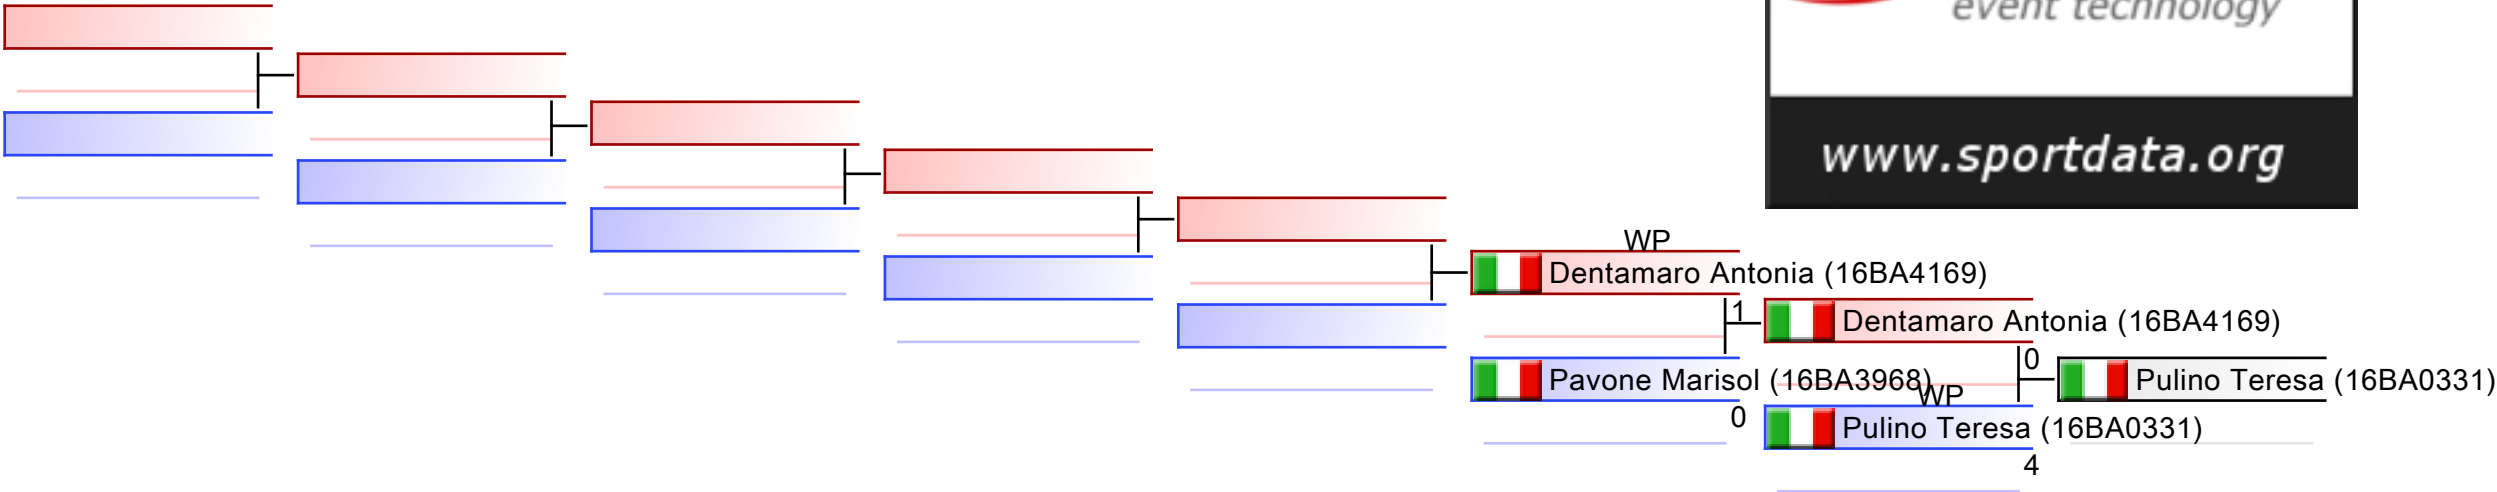 event technology
www.sportdata.org
WP
Dentamaro Antonia (16BA4169)
1
Dentamaro Antonia (16BA4169)
0
Pavone Marisol (16BA3968)
Pulino Teresa (16BA0331)
WP
0
Pulino Teresa (16BA0331)
4